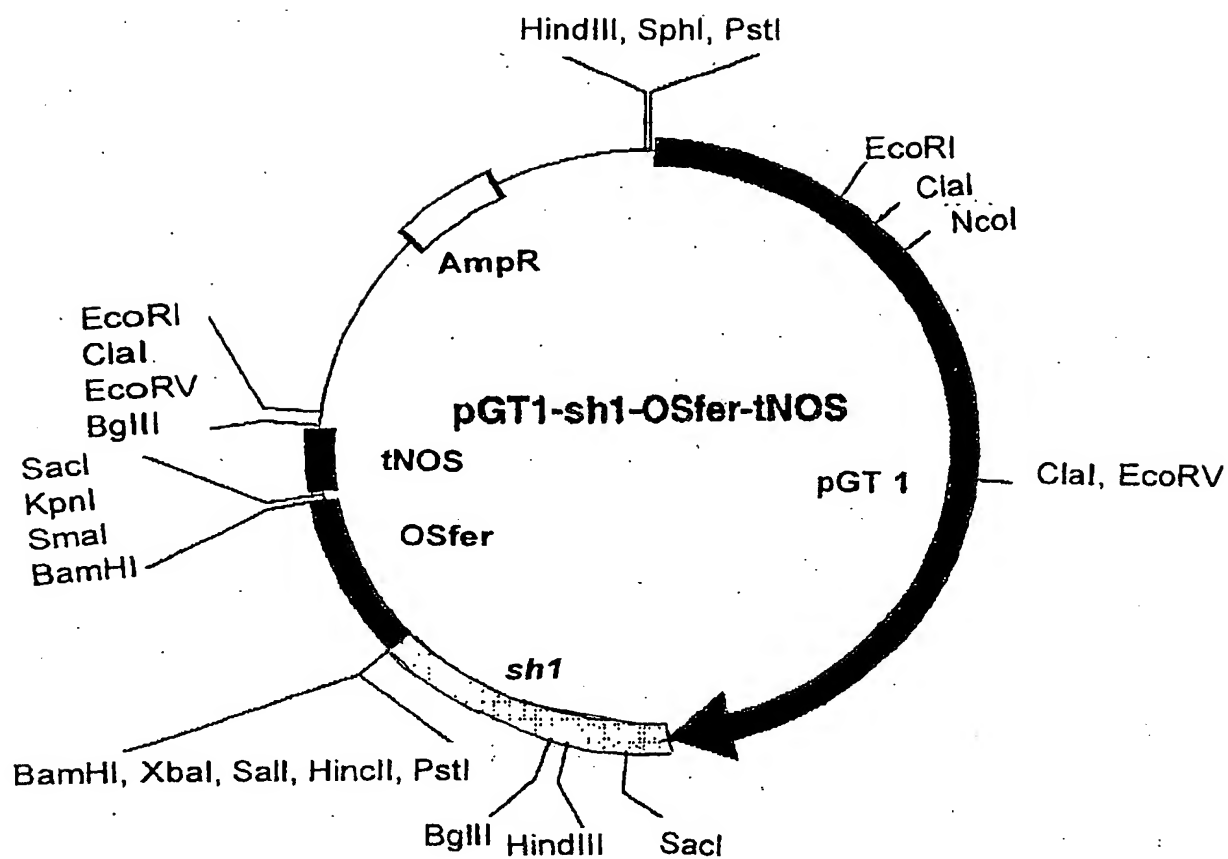 HindIII, SphI, PstI
EcoRI
ClaI
NcoI
AmpR
EcoRI
ClaI
EcoRV
BglII
pGT1-sh1-OSfer-tNOS
SacI
KpnI
SmaI
BamHI
tNOS
OSfer
pGT 1
ClaI, EcoRV
sh1
BamHI, XbaI, SalI, HincII, PstI
BglII
HindIII
SacI